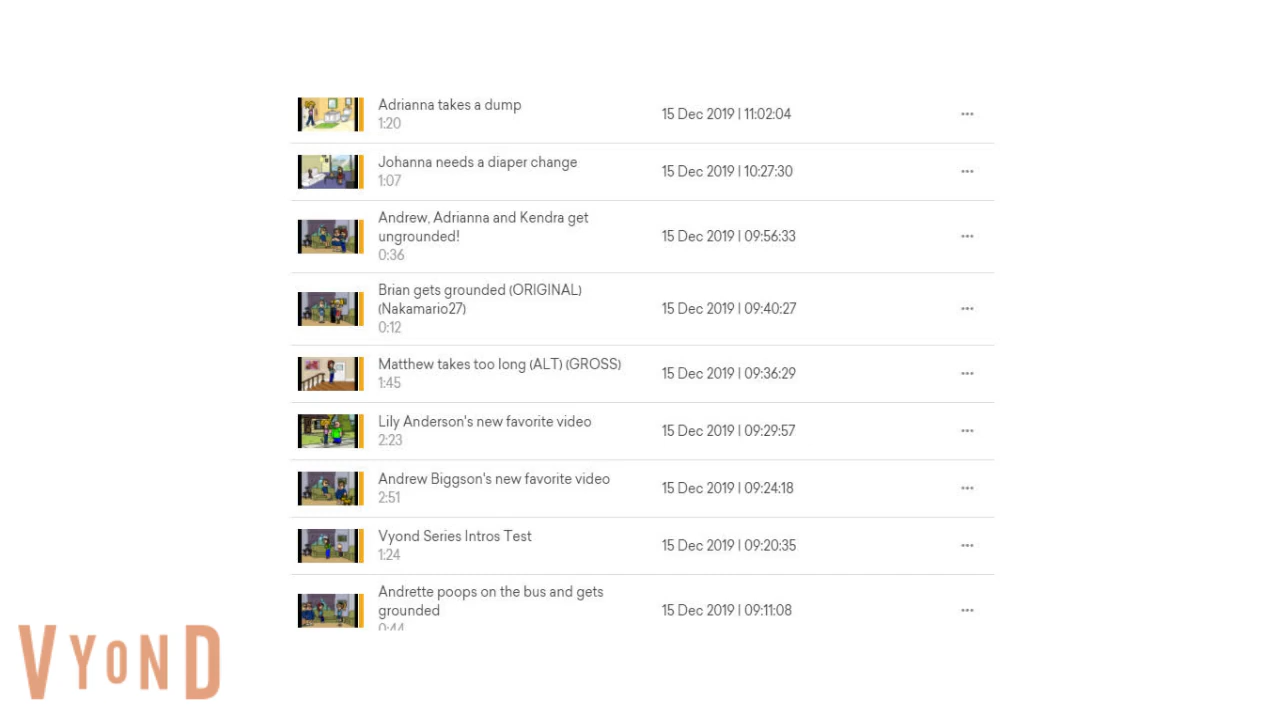 Adrianna takes a dump
1:20
15 Dec 2019 | 11:02:04
Johanna needs a diaper change
1:07
15 Dec 2019 | 10:27:30
Andrew, Adrianna and Kendra get
ungrounded!
0:36
15 Dec 2019 | 09:56:33
Brian gets grounded (ORIGINAL)
(Nakamario27)
0:12
15 Dec 2019 | 09:40:27
Matthew takes too long (ALT) (GROSS)
1:45
15 Dec 2019 | 09:36:29
Lily Anderson's new favorite video
2:23
15 Dec 2019 | 09:29:57
Andrew Biggson's new favorite video
2:51
15 Dec 2019 | 09:24:18
Vyond Series Intros Test
1:24
15 Dec 2019 | 09:20:35
Andrette poops on the bus and gets
grounded
0:44
15 Dec 2019 | 09:11:08
VYOND